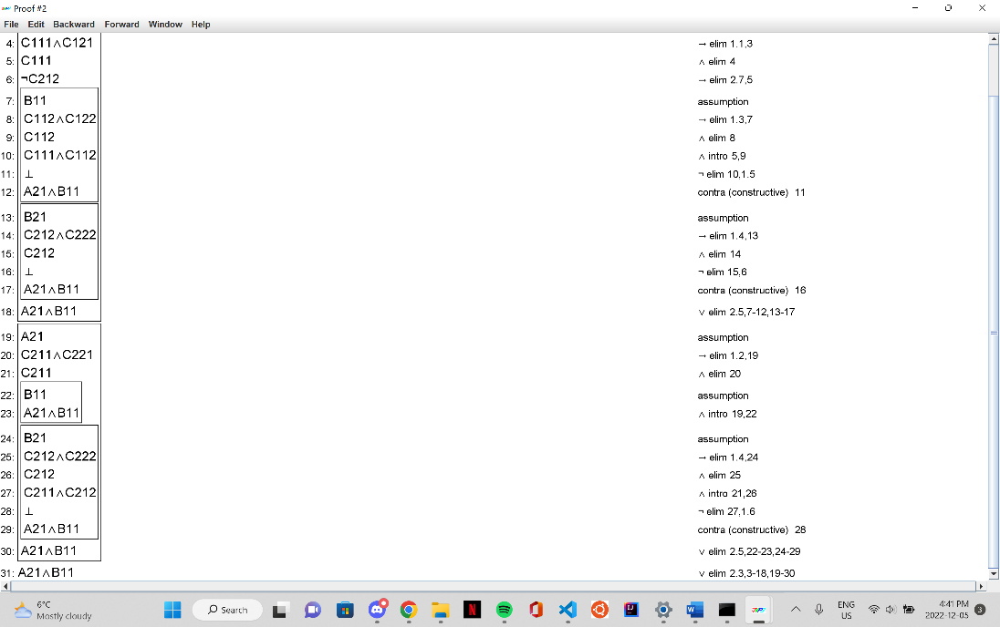 Proof #2
File Edit Backward Forward Window Help
4: C111∧C121 → elim 1.1,3
5: C111 ∧ elim 4
6: ¬C212 → elim 2.7,5
7: B11 assumption
8: C112∧C122 → elim 1.3,7
9: C112 ∧ elim 8
10: C111∧C112 ∧ intro 5,9
11: ⊥ ¬ elim 10,1.5
12: A21∧B11 contra (constructive) 11
13: B21 assumption
14: C212∧C222 → elim 1.4,13
15: C212 ∧ elim 14
16: ⊥ ¬ elim 15,6
17: A21∧B11 contra (constructive) 16
18: A21∧B11 ∨ elim 2.5,7-12,13-17
19: A21 assumption
20: C211∧C221 → elim 1.2,19
21: C211 ∧ elim 20
22: B11 assumption
23: A21∧B11 ∧ intro 19,22
24: B21 assumption
25: C212∧C222 → elim 1.4,24
26: C212 ∧ elim 25
27: C211∧C212 ∧ intro 21,26
28: ⊥ ¬ elim 27,1.6
29: A21∧B11 contra (constructive) 28
30: A21∧B11 ∨ elim 2.5,22-23,24-29
31: A21∧B11 ∨ elim 2.3,3-18,19-30
6°C
Mostly cloudy
Search
ENG
US
4:41 PM
2022-12-05
3